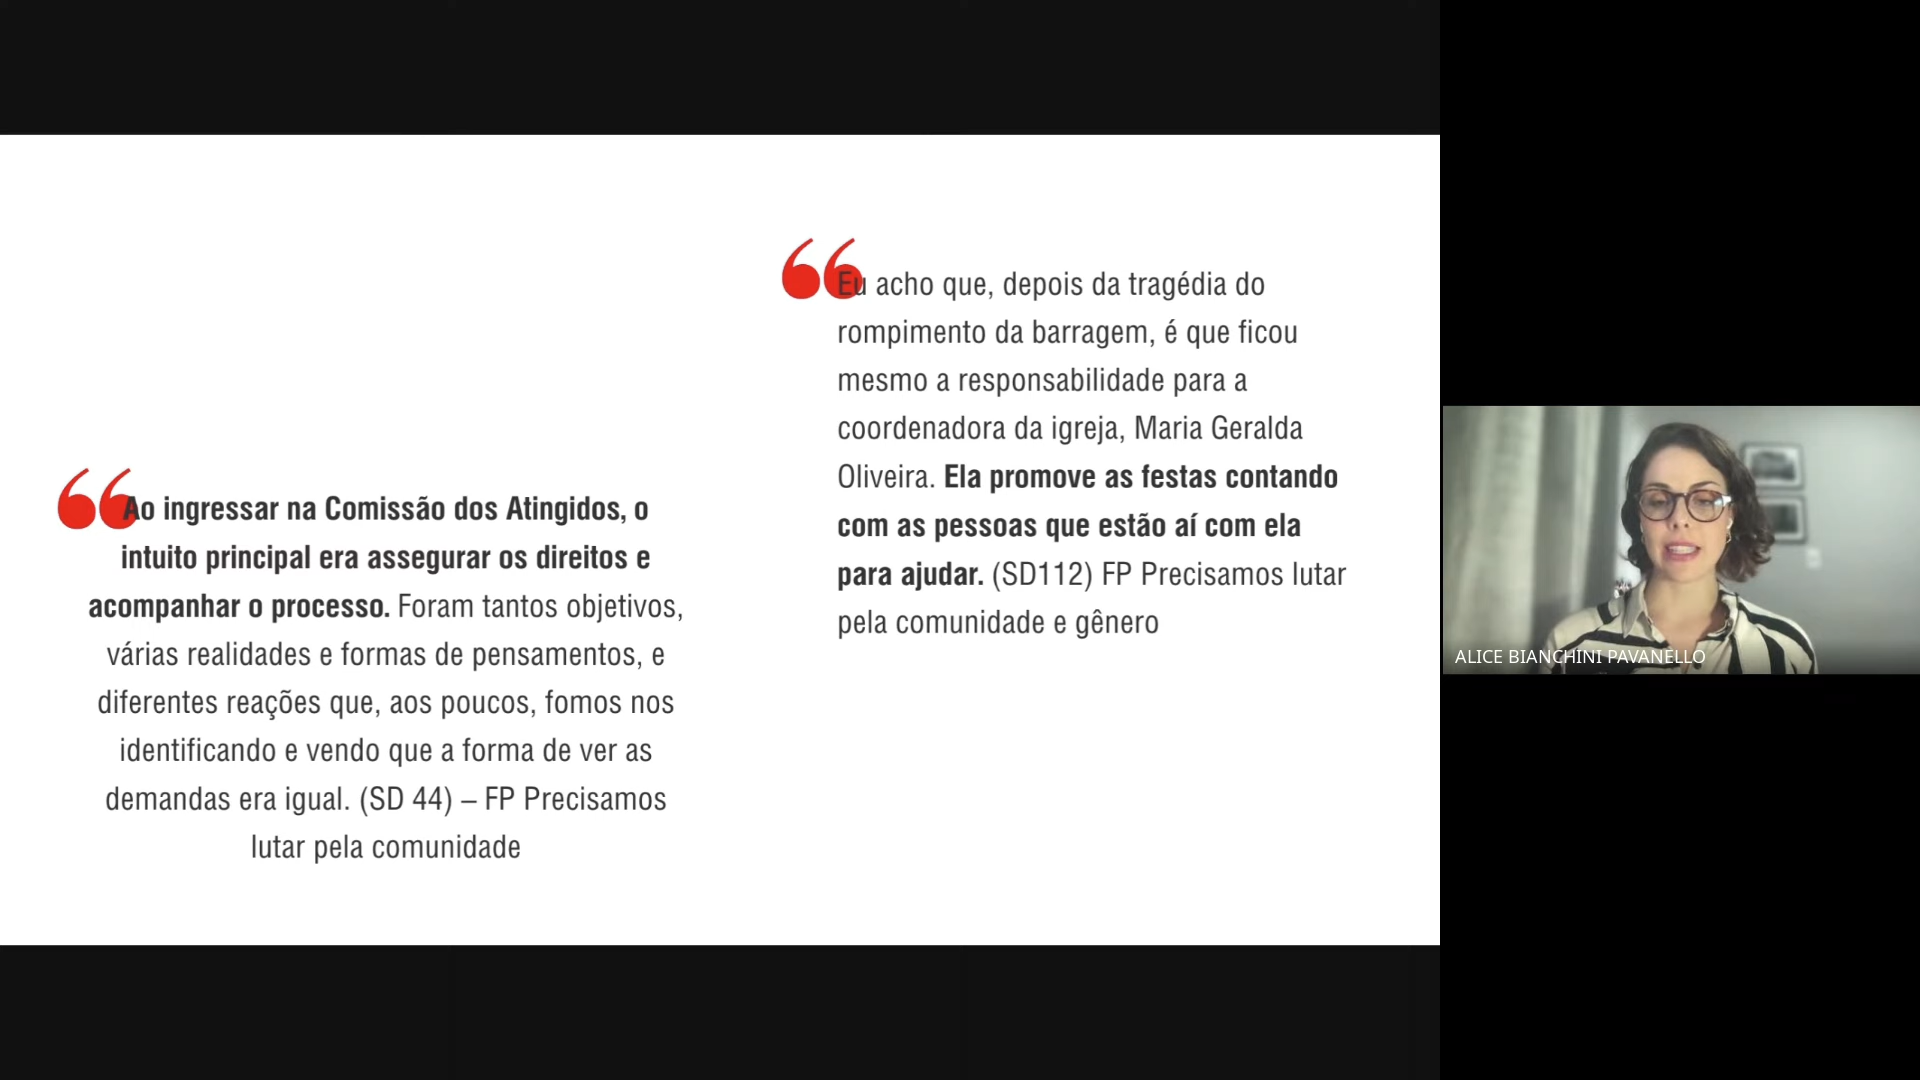 Ao ingressar na Comissão dos Atingidos, o
intuito principal era assegurar os direitos e
acompanhar o processo. Foram tantos objetivos,
várias realidades e formas de pensamentos, e
diferentes reações que, aos poucos, fomos nos
identificando e vendo que a forma de ver as
demandas era igual. (SD 44) – FP Precisamos
lutar pela comunidade
Eu acho que, depois da tragédia do
rompimento da barragem, é que ficou
mesmo a responsabilidade para a
coordenadora da igreja, Maria Geralda
Oliveira. Ela promove as festas contando
com as pessoas que estão aí com ela
para ajudar. (SD112) FP Precisamos lutar
pela comunidade e gênero
ALICE BIANCHINI PAVANELLO